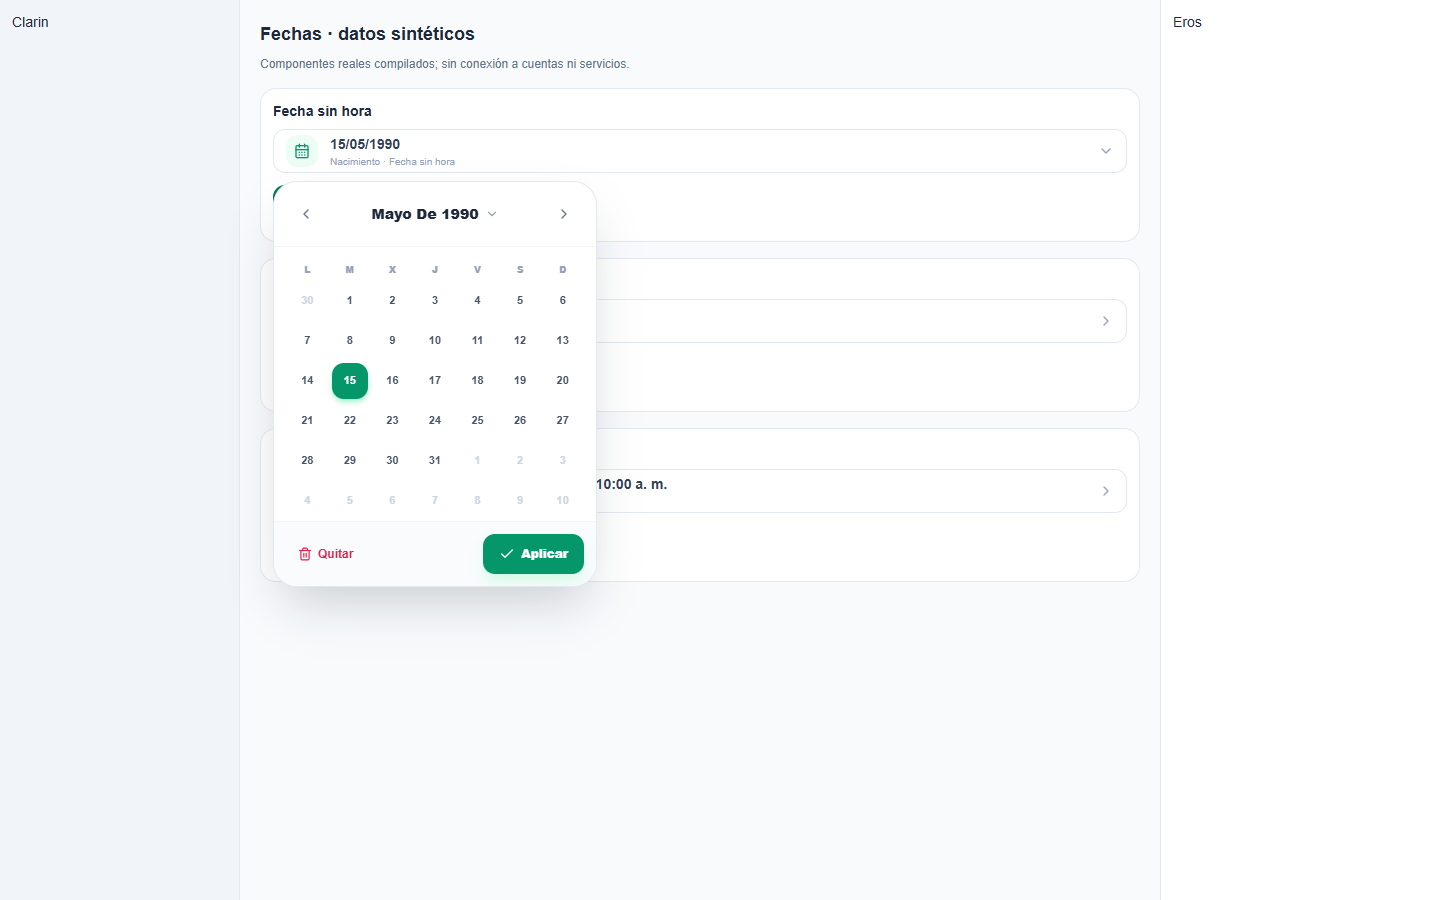 Clarin
Fechas · datos sintéticos
Componentes reales compilados; sin conexión a cuentas ni servicios.
Fecha sin hora
15/05/1990
Nacimiento · Fecha sin hora
Mayo De 1990
L M X J V S D
30 1 2 3 4 5 6
7 8 9 10 11 12 13
14 15 16 17 18 19 20
21 22 23 24 25 26 27
28 29 30 31 1 2 3
4 5 6 7 8 9 10
10:00 a. m.
Quitar
Aplicar
Eros